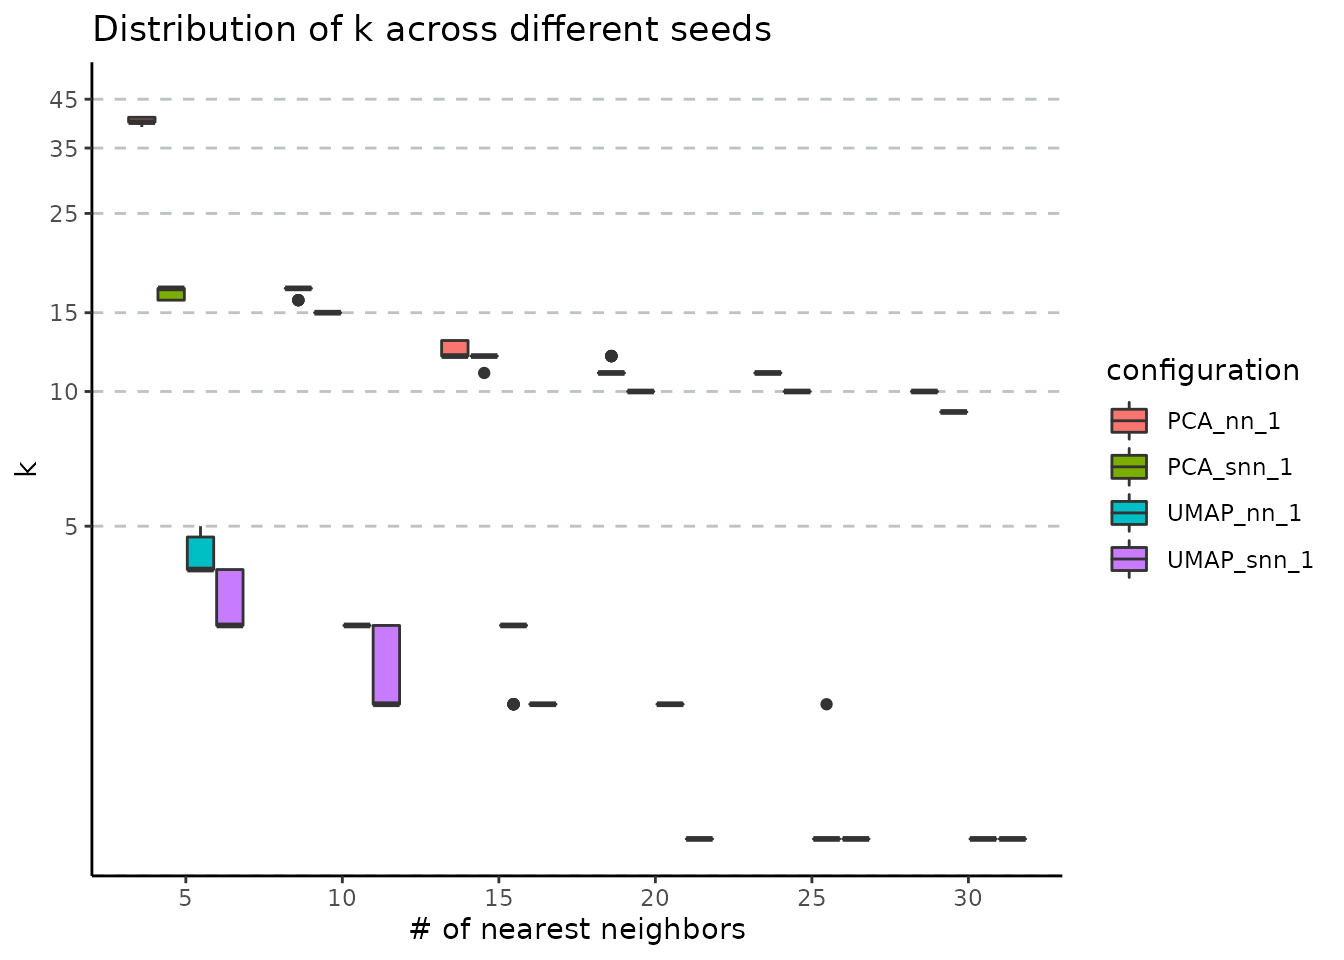 Distribution of k across different seeds
45
35
25
15
10
5
k
5
10
15
20
25
30
# of nearest neighbors
configuration
PCA_nn_1
PCA_snn_1
UMAP_nn_1
UMAP_snn_1